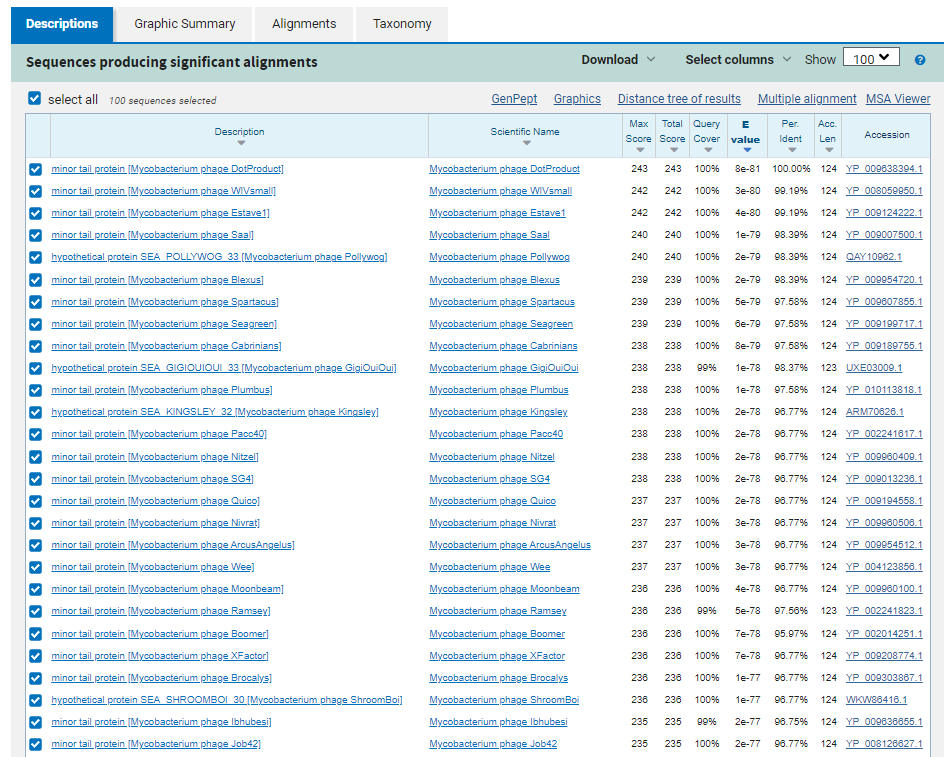 Descriptions Graphic Summary Alignments Taxonomy
Sequences producing significant alignments Download Select columns Show 100 ?
select all 100 sequences selected GenPept Graphics Distance tree of results Multiple alignment MSA Viewer
Description Scientific Name Max Score Total Score Query Cover E value Per. Ident Acc. Len Accession
minor tail protein [Mycobacterium phage DotProduct] Mycobacterium phage DotProduct 243 243 100% 8e-81 100.00% 124 YP_009638394.1
minor tail protein [Mycobacterium phage WIVsmall] Mycobacterium phage WIVsmall 242 242 100% 3e-80 99.19% 124 YP_008059950.1
minor tail protein [Mycobacterium phage Estave1] Mycobacterium phage Estave1 242 242 100% 4e-80 99.19% 124 YP_009124222.1
minor tail protein [Mycobacterium phage Saal] Mycobacterium phage Saal 240 240 100% 1e-79 98.39% 124 YP_009007500.1
hypothetical protein SEA_POLLYWOG_33 [Mycobacterium phage Pollywog] Mycobacterium phage Pollywog 240 240 100% 2e-79 98.39% 124 QAY10962.1
minor tail protein [Mycobacterium phage Blexus] Mycobacterium phage Blexus 239 239 100% 2e-79 98.39% 124 YP_009954720.1
minor tail protein [Mycobacterium phage Spartacus] Mycobacterium phage Spartacus 239 239 100% 5e-79 97.58% 124 YP_009607855.1
minor tail protein [Mycobacterium phage Seagreen] Mycobacterium phage Seagreen 239 239 100% 6e-79 97.58% 124 YP_009199717.1
minor tail protein [Mycobacterium phage Cabrinians] Mycobacterium phage Cabrinians 238 238 100% 8e-79 97.58% 124 YP_009189755.1
hypothetical protein SEA_GIGIOUIOUI_33 [Mycobacterium phage GigiOuiOui] Mycobacterium phage GigiOuiOui 238 238 99% 1e-78 98.37% 123 UXE03009.1
minor tail protein [Mycobacterium phage Plumbus] Mycobacterium phage Plumbus 238 238 100% 1e-78 97.58% 124 YP_010113818.1
hypothetical protein SEA_KINGSLEY_32 [Mycobacterium phage Kingsley] Mycobacterium phage Kingsley 238 238 100% 2e-78 96.77% 124 ARM70626.1
minor tail protein [Mycobacterium phage Pacc40] Mycobacterium phage Pacc40 238 238 100% 2e-78 96.77% 124 YP_002241617.1
minor tail protein [Mycobacterium phage Nitzel] Mycobacterium phage Nitzel 238 238 100% 2e-78 96.77% 124 YP_009960409.1
minor tail protein [Mycobacterium phage SG4] Mycobacterium phage SG4 238 238 100% 2e-78 96.77% 124 YP_009013236.1
minor tail protein [Mycobacterium phage Quico] Mycobacterium phage Quico 237 237 100% 2e-78 96.77% 124 YP_009194558.1
minor tail protein [Mycobacterium phage Nivrat] Mycobacterium phage Nivrat 237 237 100% 3e-78 96.77% 124 YP_009960506.1
minor tail protein [Mycobacterium phage ArcusAngelus] Mycobacterium phage ArcusAngelus 237 237 100% 3e-78 96.77% 124 YP_009954512.1
minor tail protein [Mycobacterium phage Wee] Mycobacterium phage Wee 237 237 100% 3e-78 96.77% 124 YP_004123856.1
minor tail protein [Mycobacterium phage Moonbeam] Mycobacterium phage Moonbeam 236 236 100% 4e-78 96.77% 124 YP_009960100.1
minor tail protein [Mycobacterium phage Ramsey] Mycobacterium phage Ramsey 236 236 99% 5e-78 97.56% 123 YP_002241823.1
minor tail protein [Mycobacterium phage Boomer] Mycobacterium phage Boomer 236 236 100% 7e-78 95.97% 124 YP_002014251.1
minor tail protein [Mycobacterium phage XFactor] Mycobacterium phage XFactor 236 236 100% 7e-78 96.77% 124 YP_009208774.1
minor tail protein [Mycobacterium phage Brocalys] Mycobacterium phage Brocalys 236 236 100% 1e-77 96.77% 124 YP_009303867.1
hypothetical protein SEA_SHROOMBOI_30 [Mycobacterium phage ShroomBoi] Mycobacterium phage ShroomBoi 236 236 100% 1e-77 96.77% 124 WKW86416.1
minor tail protein [Mycobacterium phage Ibhubesi] Mycobacterium phage Ibhubesi 235 235 99% 2e-77 96.75% 124 YP_009636655.1
minor tail protein [Mycobacterium phage Job42] Mycobacterium phage Job42 235 235 100% 2e-77 96.77% 124 YP_008126627.1